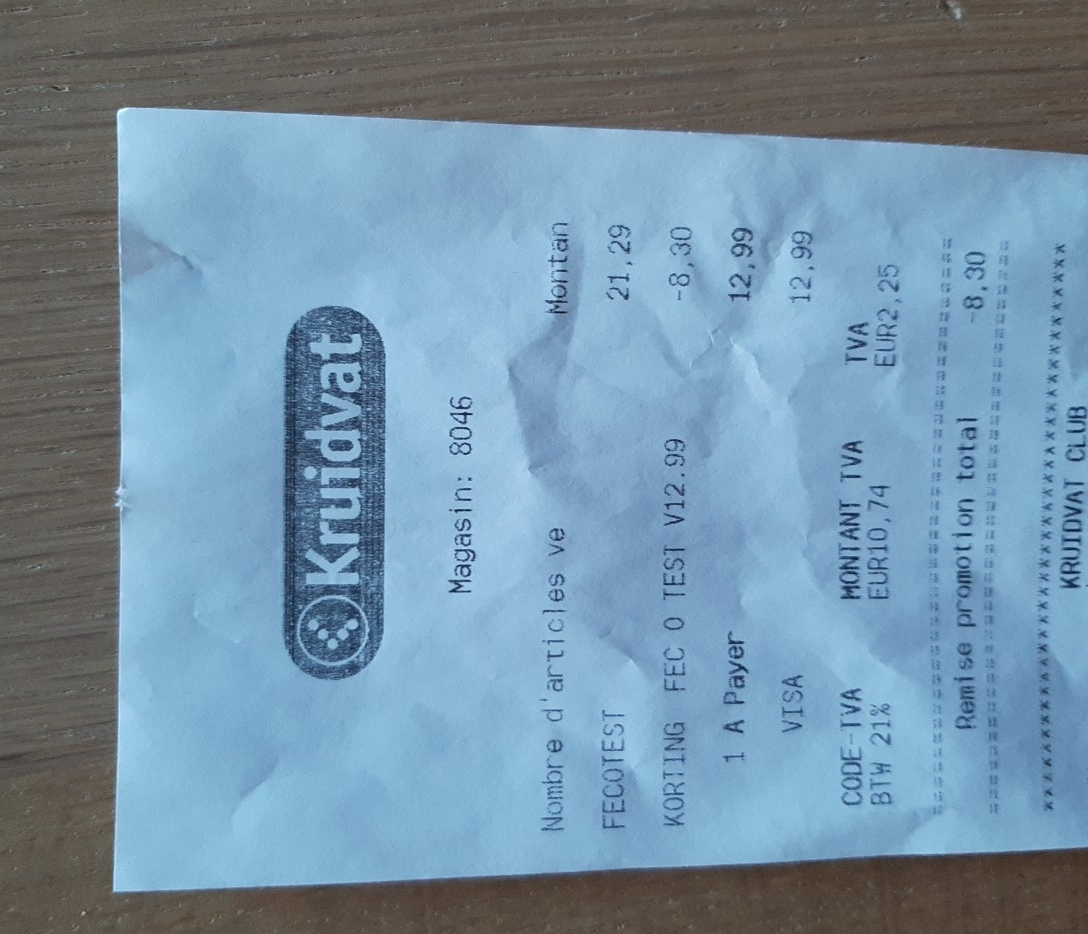 Kruidvat
Magasin: 8046
Nombre d'articles ve Montan
FECOTEST 21,29
KORTING FEC O TEST V12.99 -8,30
1 A Payer 12,99
VISA 12,99
CODE-TVA MONTANT TVA TVA
BTW 21% EUR10,74 EUR2,25
==========================================
Remise promotion total -8,30
==========================================
******************************************
KRUIDVAT CLUB